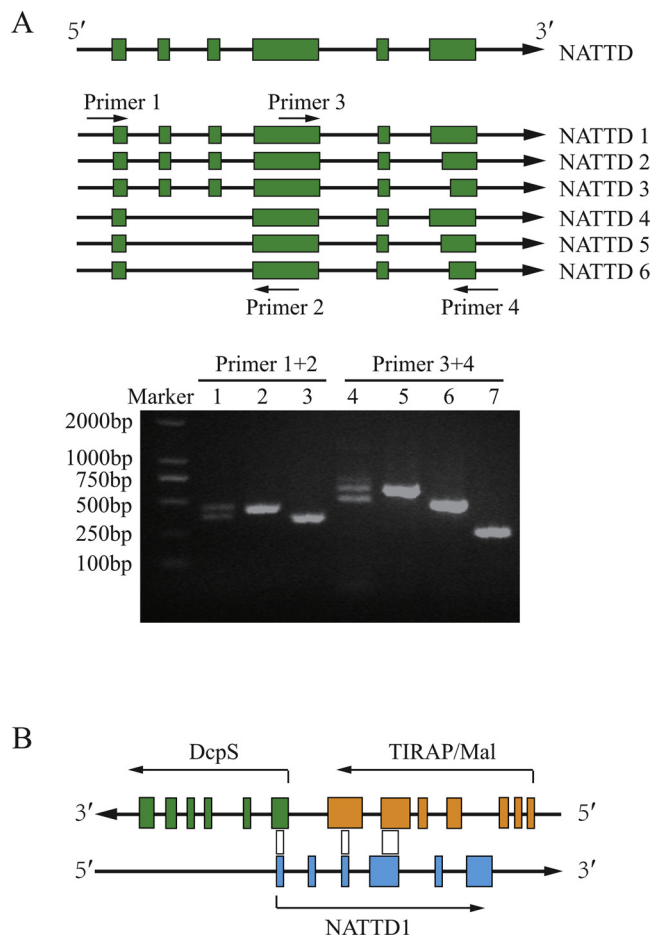 A
5′ 3′
NATTD
Primer 1 Primer 3
NATTD 1
NATTD 2
NATTD 3
NATTD 4
NATTD 5
NATTD 6
Primer 2 Primer 4
Primer 1+2 Primer 3+4
Marker 1 2 3 4 5 6 7
2000bp
1000bp
750bp
500bp
250bp
100bp
B
DcpS TIRAP/Mal
3′ 5′
5′ 3′
NATTD1